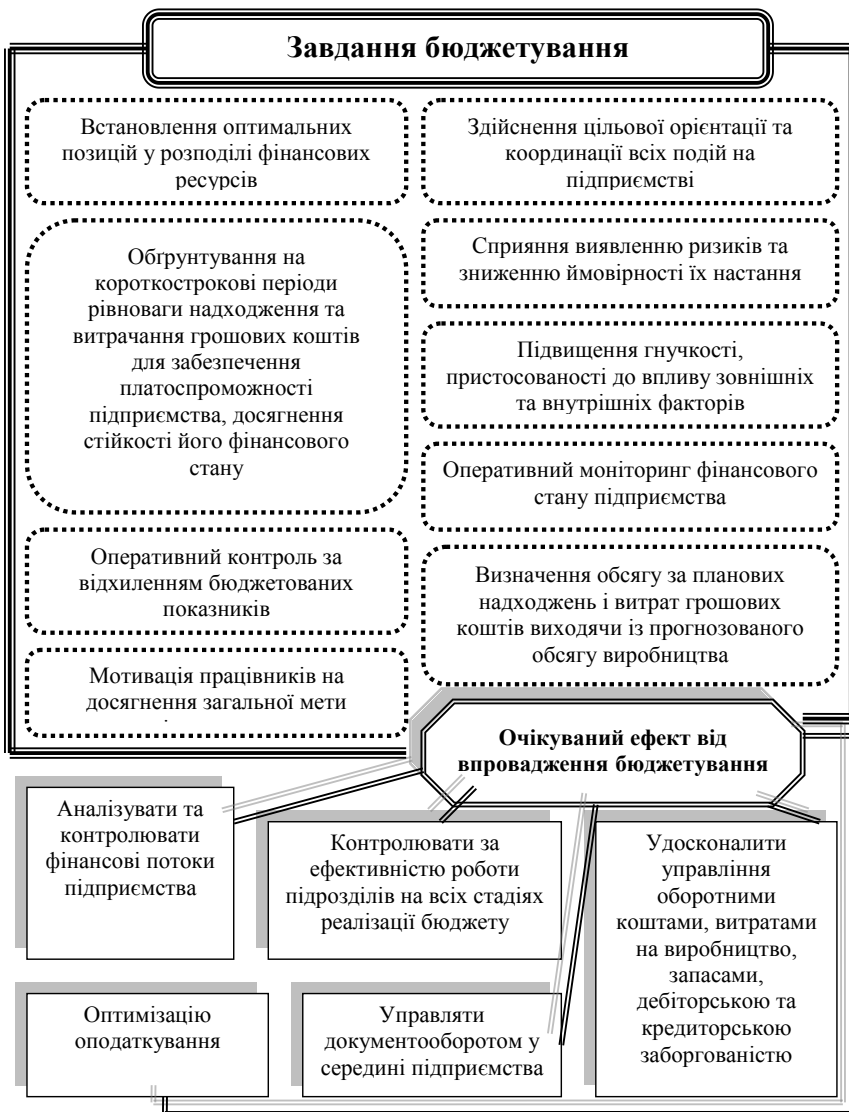 Завдання бюджетування
Встановлення оптимальних
позицій у розподілі фінансових
ресурсів
Обґрунтування на
короткострокові періоди
рівноваги надходження та
витрачання грошових коштів
для забезпечення
платоспроможності
підприємства, досягнення
стійкості його фінансового
стану
Оперативний контроль за
відхиленням бюджетованих
показників
Мотивація працівників на
досягнення загальної мети
Здійснення цільової орієнтації та
координації всіх подій на
підприємстві
Сприяння виявленню ризиків та
зниженню ймовірності їх настання
Підвищення гнучкості,
пристосованості до впливу зовнішніх
та внутрішніх факторів
Оперативний моніторинг фінансового
стану підприємства
Визначення обсягу за планових
надходжень і витрат грошових
коштів виходячи із прогнозованого
обсягу виробництва
Очікуваний ефект від
впровадження бюджетування
Аналізувати та
контролювати
фінансові потоки
підприємства
Контролювати за
ефективністю роботи
підрозділів на всіх стадіях
реалізації бюджету
Удосконалити
управління
оборотними
коштами, витратами
на виробництво,
запасами,
дебіторською та
кредиторською
заборгованістю
Оптимізацію
оподаткування
Управляти
документооборотом у
середині підприємства